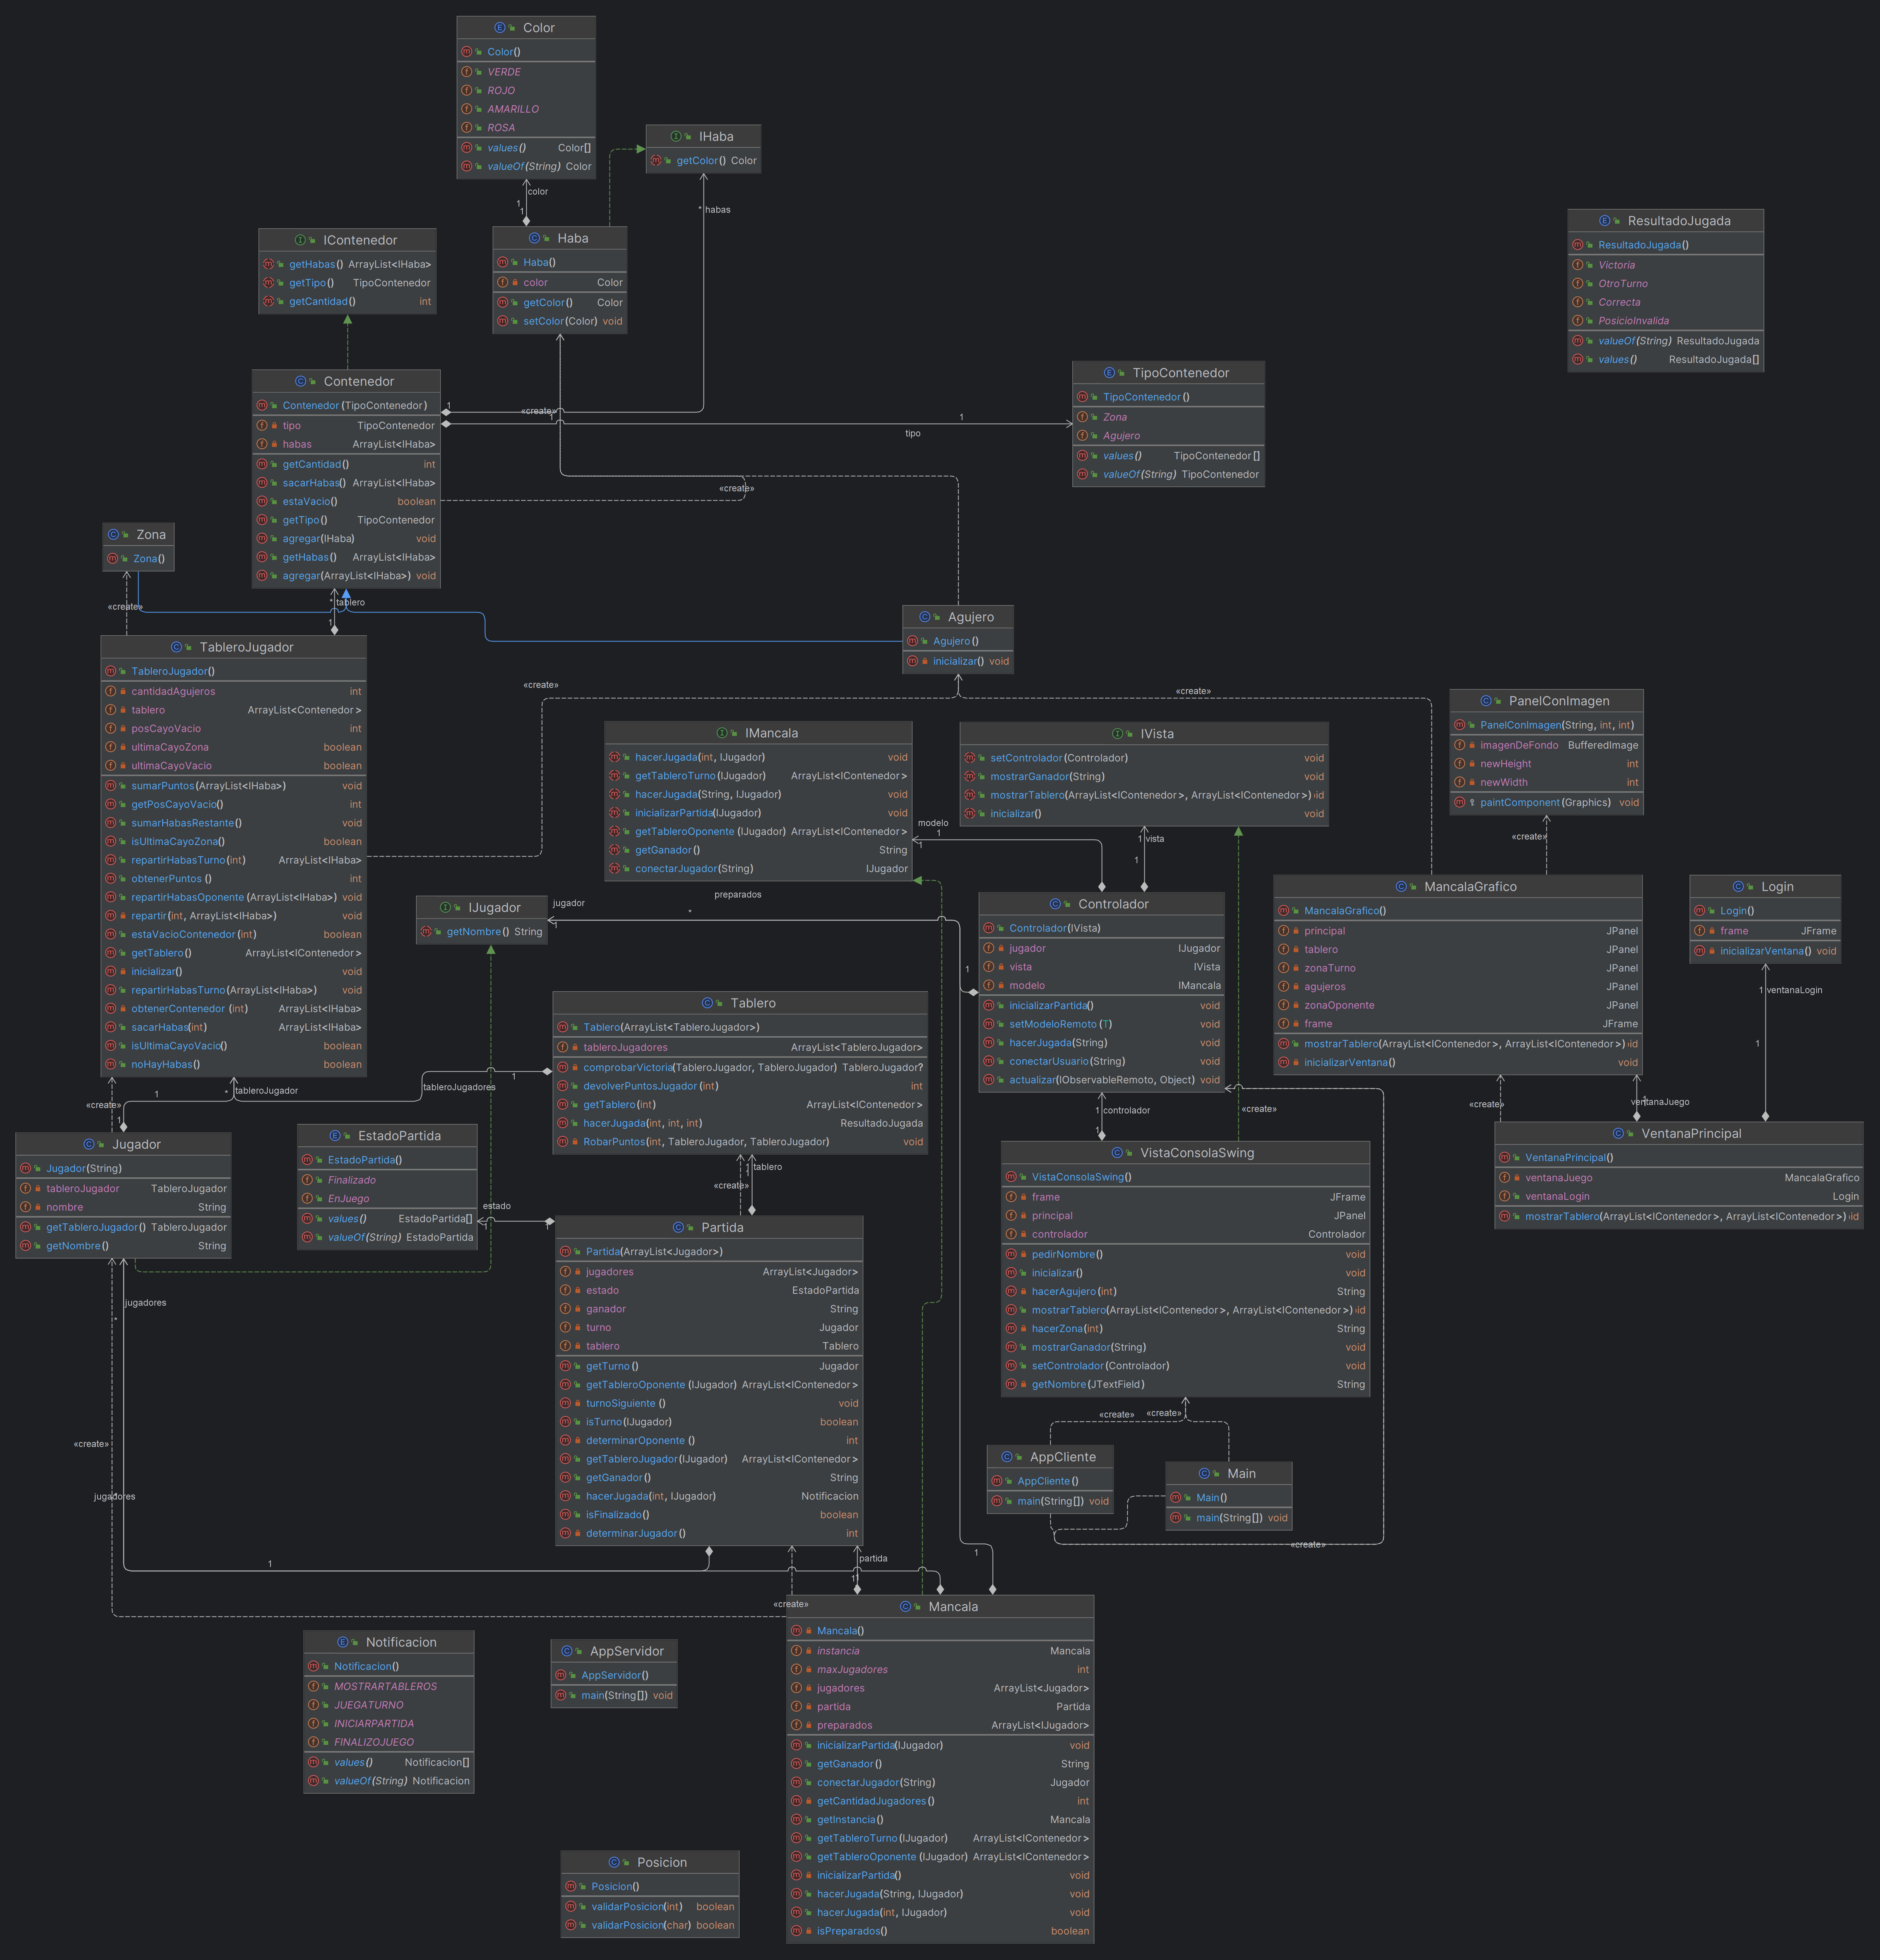 Color
Color()
VERDE
ROJO
AMARILLO
ROSA
values() Color[]
valueOf(String) Color
IHaba
getColor() Color
color
1
1
* habas
Haba
Haba()
color Color
getColor() Color
setColor(Color) void
IContenedor
getHabas() ArrayList<IHaba>
getTipo() TipoContenedor
getCantidad() int
ResultadoJugada
ResultadoJugada()
Victoria
OtroTurno
Correcta
PosicioInvalida
valueOf(String) ResultadoJugada
values() ResultadoJugada[]
Contenedor
Contenedor(TipoContenedor)
tipo TipoContenedor
habas ArrayList<IHaba>
getCantidad() int
sacarHabas() ArrayList<IHaba>
estaVacio() boolean
getTipo() TipoContenedor
agregar(IHaba) void
getHabas() ArrayList<IHaba>
agregar(ArrayList<IHaba>) void
1
«create»
1
1
tipo
«create»
TipoContenedor
TipoContenedor()
Zona
Agujero
values() TipoContenedor[]
valueOf(String) TipoContenedor
Zona
Zona()
«create»
* tablero
1
Agujero
Agujero()
inicializar() void
«create»
«create»
TableroJugador
TableroJugador()
cantidadAgujeros int
tablero ArrayList<Contenedor>
posCayoVacio int
ultimaCayoZona boolean
ultimaCayoVacio boolean
sumarPuntos(ArrayList<IHaba>) void
getPosCayoVacio() int
sumarHabasRestante() void
isUltimaCayoZona() boolean
repartirHabasTurno(int) ArrayList<IHaba>
obtenerPuntos() int
repartirHabasOponente(ArrayList<IHaba>) void
repartir(int, ArrayList<IHaba>) void
estaVacioContenedor(int) boolean
getTablero() ArrayList<IContenedor>
inicializar() void
repartirHabasTurno(ArrayList<IHaba>) void
obtenerContenedor(int) ArrayList<IHaba>
sacarHabas(int) ArrayList<IHaba>
isUltimaCayoVacio() boolean
noHayHabas() boolean
IMancala
hacerJugada(int, IJugador) void
getTableroTurno(IJugador) ArrayList<IContenedor>
hacerJugada(String, IJugador) void
inicializarPartida(IJugador) void
getTableroOponente(IJugador) ArrayList<IContenedor>
getGanador() String
conectarJugador(String) IJugador
IVista
setControlador(Controlador) void
mostrarGanador(String) void
mostrarTablero(ArrayList<IContenedor>, ArrayList<IContenedor>) id
inicializar() void
PanelConImagen
PanelConImagen(String, int, int)
imagenDeFondo BufferedImage
newHeight int
newWidth int
paintComponent(Graphics) void
modelo
1
1 vista
1
«create»
preparados
*
jugador
1
1
IJugador
getNombre() String
Controlador
Controlador(IVista)
jugador IJugador
vista IVista
modelo IMancala
inicializarPartida() void
setModeloRemoto(T) void
hacerJugada(String) void
conectarUsuario(String) void
actualizar(IObservableRemoto, Object) void
MancalaGrafico
MancalaGrafico()
principal JPanel
tablero JPanel
zonaTurno JPanel
agujeros JPanel
zonaOponente JPanel
frame JFrame
mostrarTablero(ArrayList<IContenedor>, ArrayList<IContenedor>) id
inicializarVentana() void
Login
Login()
frame JFrame
inicializarVentana() void
1 ventanaLogin
1
Tablero
Tablero(ArrayList<TableroJugador>)
tableroJugadores ArrayList<TableroJugador>
comprobarVictoria(TableroJugador, TableroJugador) TableroJugador?
devolverPuntosJugador(int) int
getTablero(int) ArrayList<IContenedor>
hacerJugada(int, int, int) ResultadoJugada
RobarPuntos(int, TableroJugador, TableroJugador) void
1
tableroJugadores
«create»
1
* tableroJugador
1
1 controlador
1
«create»
«create»
ventanaJuego
1
Jugador
Jugador(String)
tableroJugador TableroJugador
nombre String
getTableroJugador() TableroJugador
getNombre() String
EstadoPartida
EstadoPartida()
Finalizado
EnJuego
values() EstadoPartida[]
valueOf(String) EstadoPartida
estado
1
1
«create»
1 tablero
VistaConsolaSwing
VistaConsolaSwing()
frame JFrame
principal JPanel
controlador Controlador
pedirNombre() void
inicializar() void
hacerAgujero(int) String
mostrarTablero(ArrayList<IContenedor>, ArrayList<IContenedor>) id
hacerZona(int) String
mostrarGanador(String) void
setControlador(Controlador) void
getNombre(JTextField) String
VentanaPrincipal
VentanaPrincipal()
ventanaJuego MancalaGrafico
ventanaLogin Login
mostrarTablero(ArrayList<IContenedor>, ArrayList<IContenedor>) id
Partida
Partida(ArrayList<Jugador>)
jugadores ArrayList<Jugador>
estado EstadoPartida
ganador String
turno Jugador
tablero Tablero
getTurno() Jugador
getTableroOponente(IJugador) ArrayList<IContenedor>
turnoSiguiente() void
isTurno(IJugador) boolean
determinarOponente() int
getTableroJugador(IJugador) ArrayList<IContenedor>
getGanador() String
hacerJugada(int, IJugador) Notificacion
isFinalizado() boolean
determinarJugador() int
jugadores
*
«create»
jugadores
*
«create»
«create»
AppCliente
AppCliente()
main(String[]) void
Main
Main()
main(String[]) void
«create»
1
partida
1
1
«create»
Mancala
Mancala()
instancia Mancala
maxJugadores int
jugadores ArrayList<Jugador>
partida Partida
preparados ArrayList<IJugador>
inicializarPartida(IJugador) void
getGanador() String
conectarJugador(String) Jugador
getCantidadJugadores() int
getInstancia() Mancala
getTableroTurno(IJugador) ArrayList<IContenedor>
getTableroOponente(IJugador) ArrayList<IContenedor>
inicializarPartida() void
hacerJugada(String, IJugador) void
hacerJugada(int, IJugador) void
isPreparados() boolean
Notificacion
Notificacion()
MOSTRARTABLEROS
JUEGATURNO
INICIARPARTIDA
FINALIZOJUEGO
values() Notificacion[]
valueOf(String) Notificacion
AppServidor
AppServidor()
main(String[]) void
Posicion
Posicion()
validarPosicion(int) boolean
validarPosicion(char) boolean